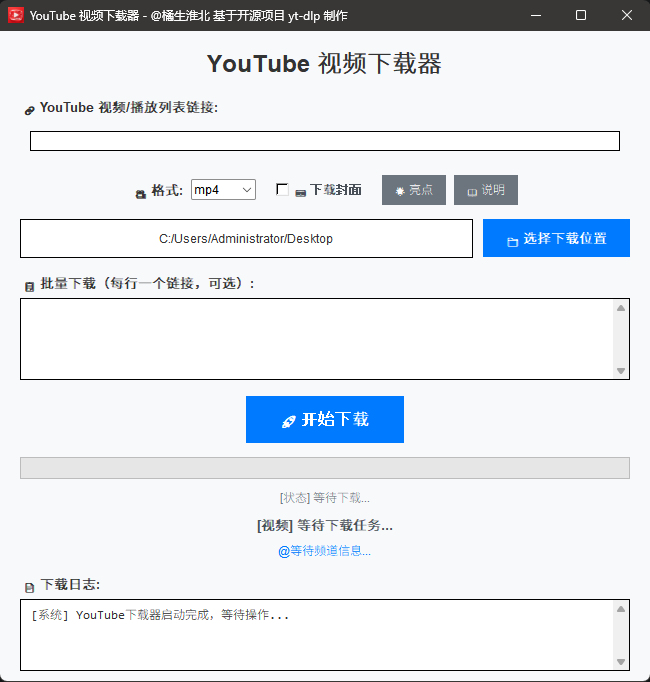 YouTube 视频下载器 - @橘生淮北 基于开源项目 yt-dlp 制作
YouTube 视频下载器
YouTube 视频/播放列表链接:
格式: mp4 下载封面 亮点 说明
C:/Users/Administrator/Desktop 选择下载位置
批量下载（每行一个链接，可选）:
开始下载
[状态] 等待下载...
[视频] 等待下载任务...
@等待频道信息...
下载日志:
[系统] YouTube下载器启动完成，等待操作...